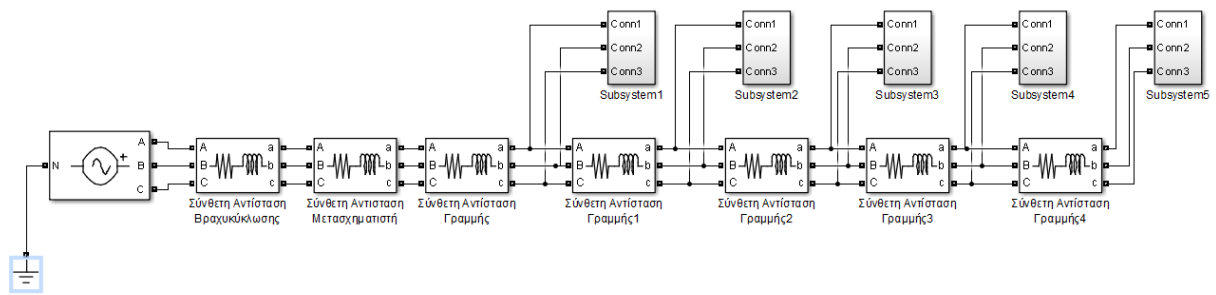 Conn1
Conn2
Conn3
Subsystem1
Conn1
Conn2
Conn3
Subsystem2
Conn1
Conn2
Conn3
Subsystem3
Conn1
Conn2
Conn3
Subsystem4
Conn1
Conn2
Conn3
Subsystem5
N
A
B
C
+
A a
B b
C c
Σύνθετη Αντίσταση
Βραχυκύκλωσης
A a
B b
C c
Σύνθετη Αντισταση
Μετασχηματιστή
A a
B b
C c
Σύνθετη Αντίσταση
Γραμμής
A a
B b
C c
Σύνθετη Αντίσταση
Γραμμής1
A a
B b
C c
Σύνθετη Αντίσταση
Γραμμής2
A a
B b
C c
Σύνθετη Αντίσταση
Γραμμής3
A a
B b
C c
Σύνθετη Αντίσταση
Γραμμής4